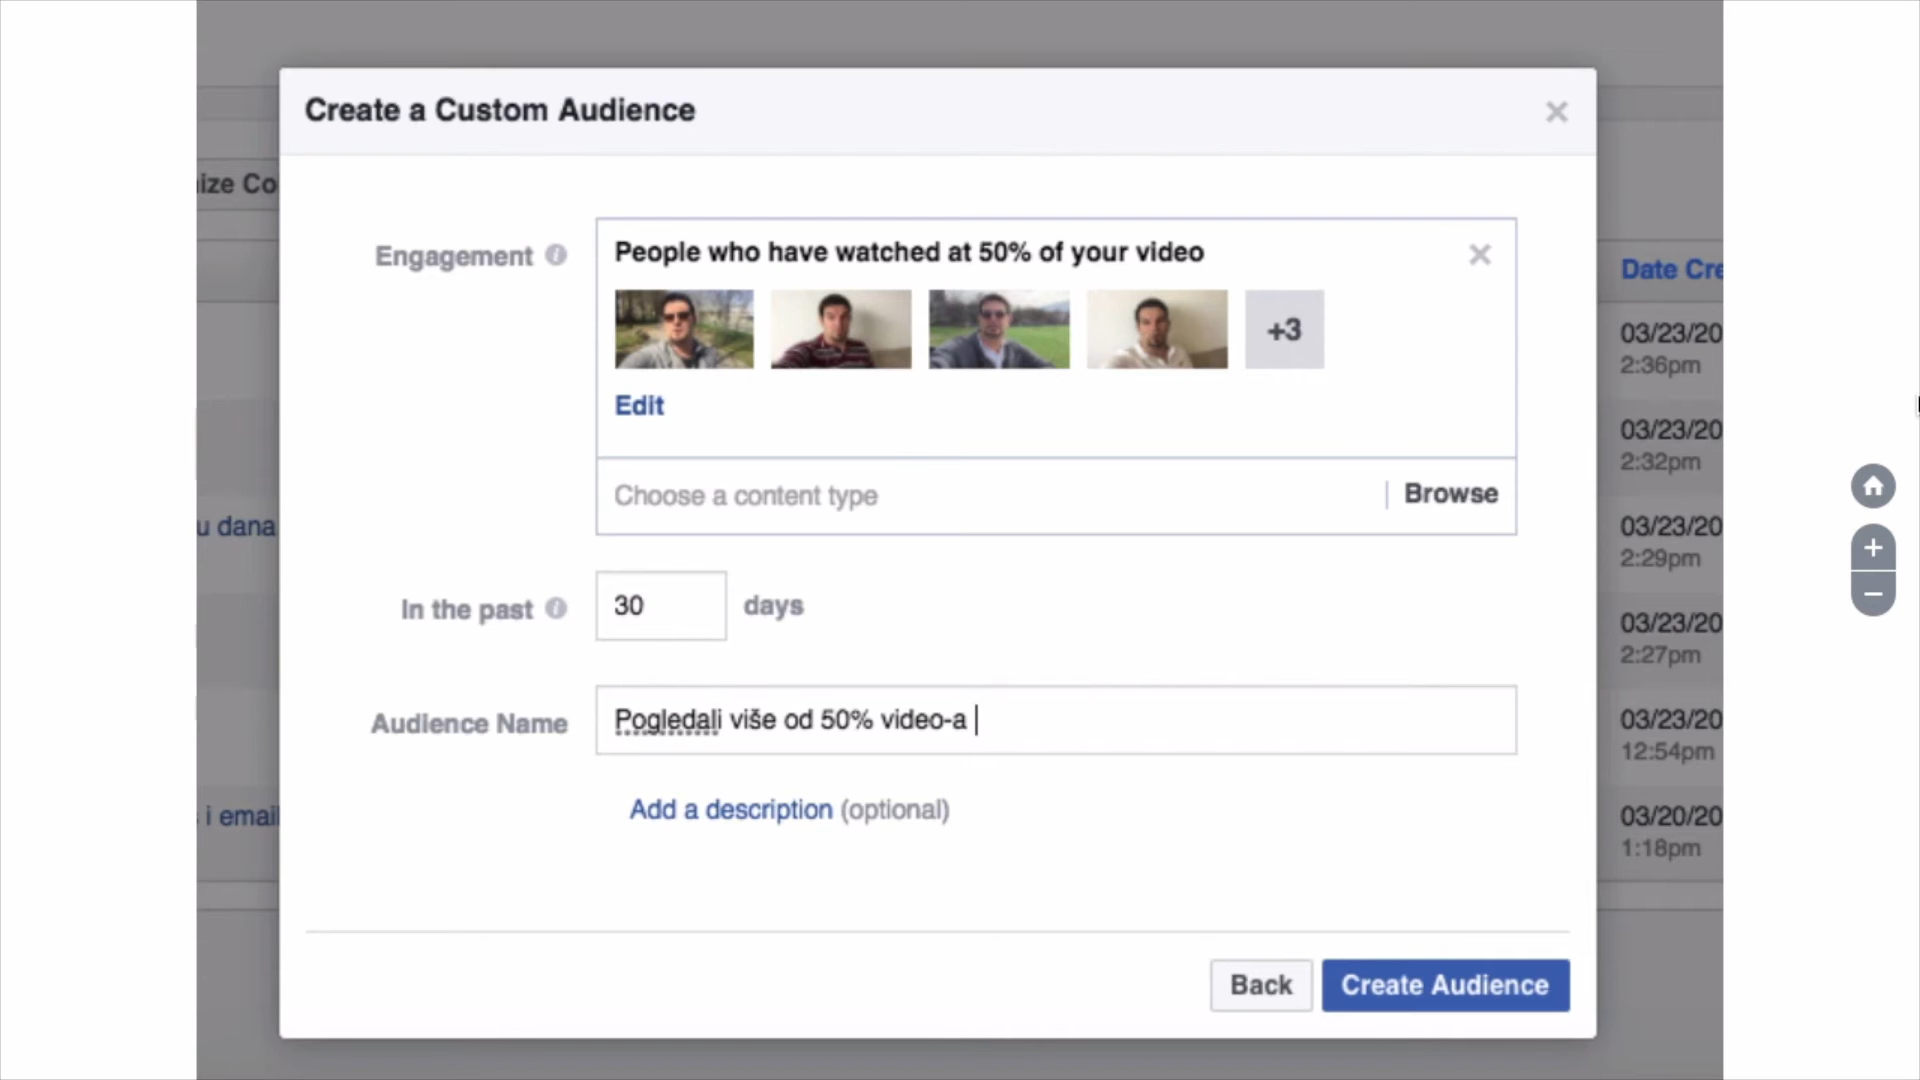 Create a Custom Audience
ize Co
Engagement
People who have watched at 50% of your video
+3
Edit
Choose a content type
Browse
In the past
30
days
Audience Name
Pogledali više od 50% video-a
Add a description (optional)
Back
Create Audience
u dana
i email
Date Cre
03/23/20
2:36pm
03/23/20
2:32pm
03/23/20
2:29pm
03/23/20
2:27pm
03/23/20
12:54pm
03/20/20
1:18pm